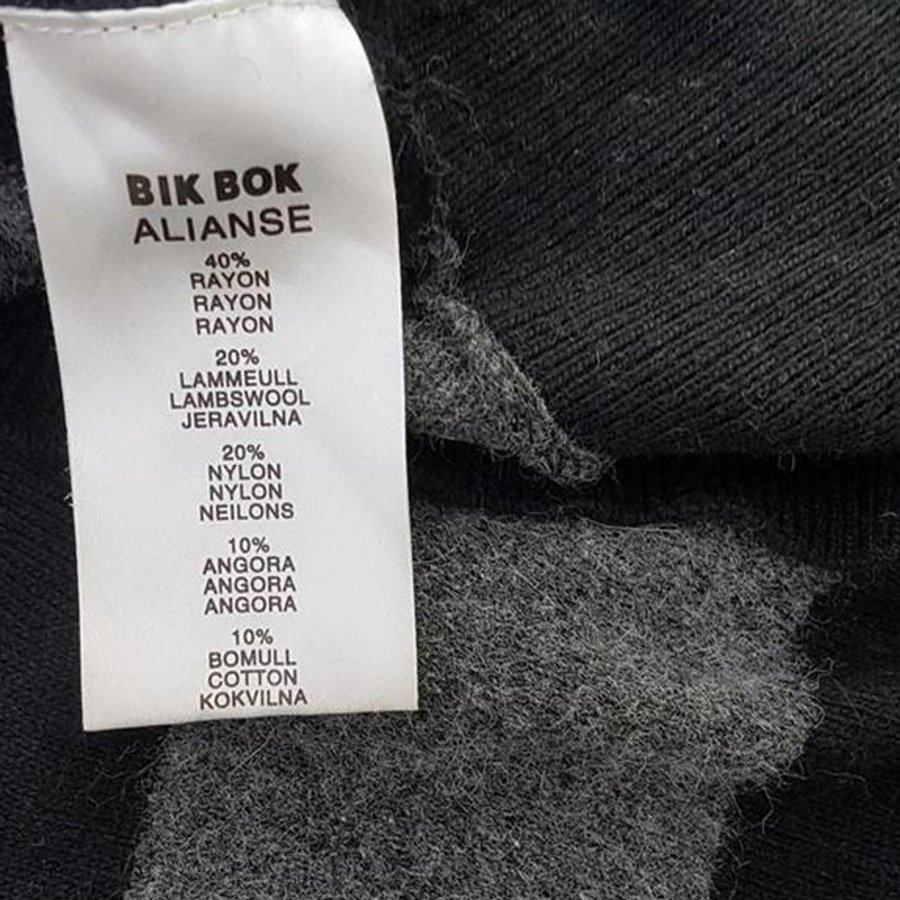 BIK BOK
ALIANSE
40%
RAYON
RAYON
RAYON
20%
LAMMEULL
LAMBSWOOL
JERAVILNA
20%
NYLON
NYLON
NEILONS
10%
ANGORA
ANGORA
ANGORA
10%
BOMULL
COTTON
KOKVILNA